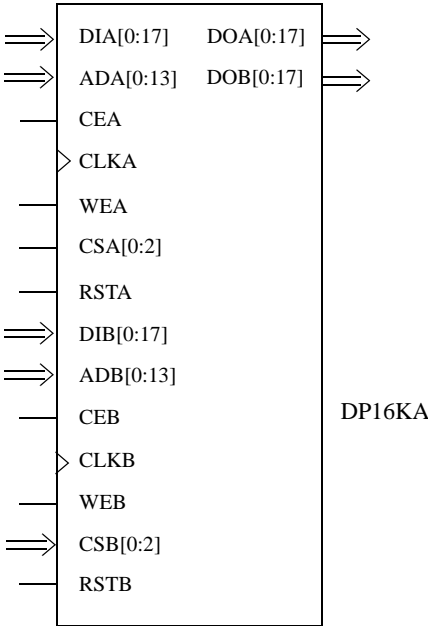 DIA[0:17] DOA[0:17]
ADA[0:13] DOB[0:17]
CEA
CLKA
WEA
CSA[0:2]
RSTA
DIB[0:17]
ADB[0:13]
CEB
DP16KA
CLKB
WEB
CSB[0:2]
RSTB